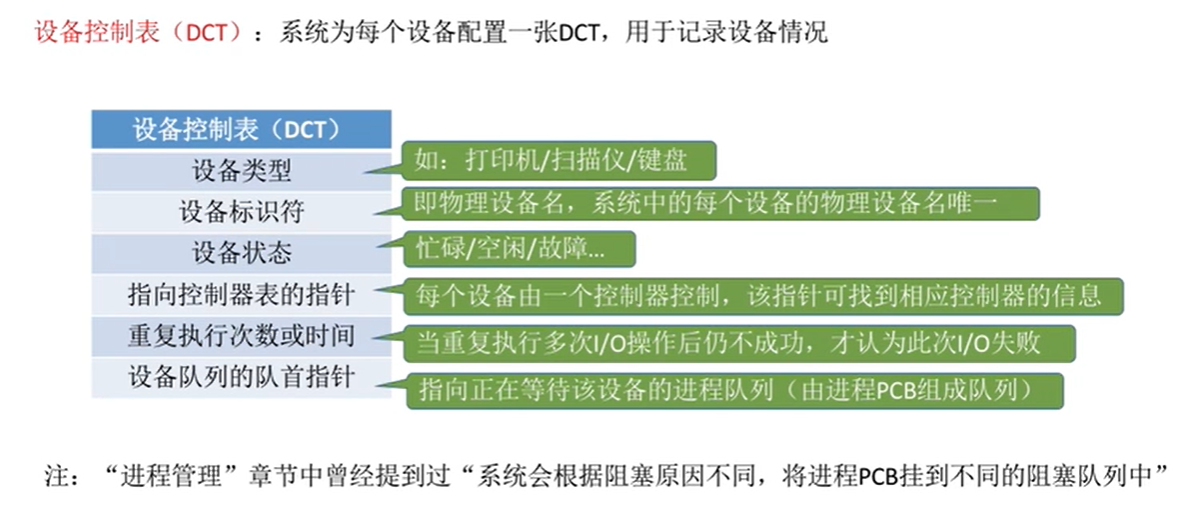 设备控制表（DCT）：系统为每个设备配置一张DCT，用于记录设备情况
设备控制表（DCT）
设备类型
如：打印机/扫描仪/键盘
设备标识符
即物理设备名，系统中的每个设备的物理设备名唯一
设备状态
忙碌/空闲/故障...
指向控制器表的指针
每个设备由一个控制器控制，该指针可找到相应控制器的信息
重复执行次数或时间
当重复执行多次I/O操作后仍不成功，才认为此次I/O失败
设备队列的队首指针
指向正在等待该设备的进程队列（由进程PCB组成队列）
注：“进程管理”章节中曾经提到过“系统会根据阻塞原因不同，将进程PCB挂到不同的阻塞队列中”